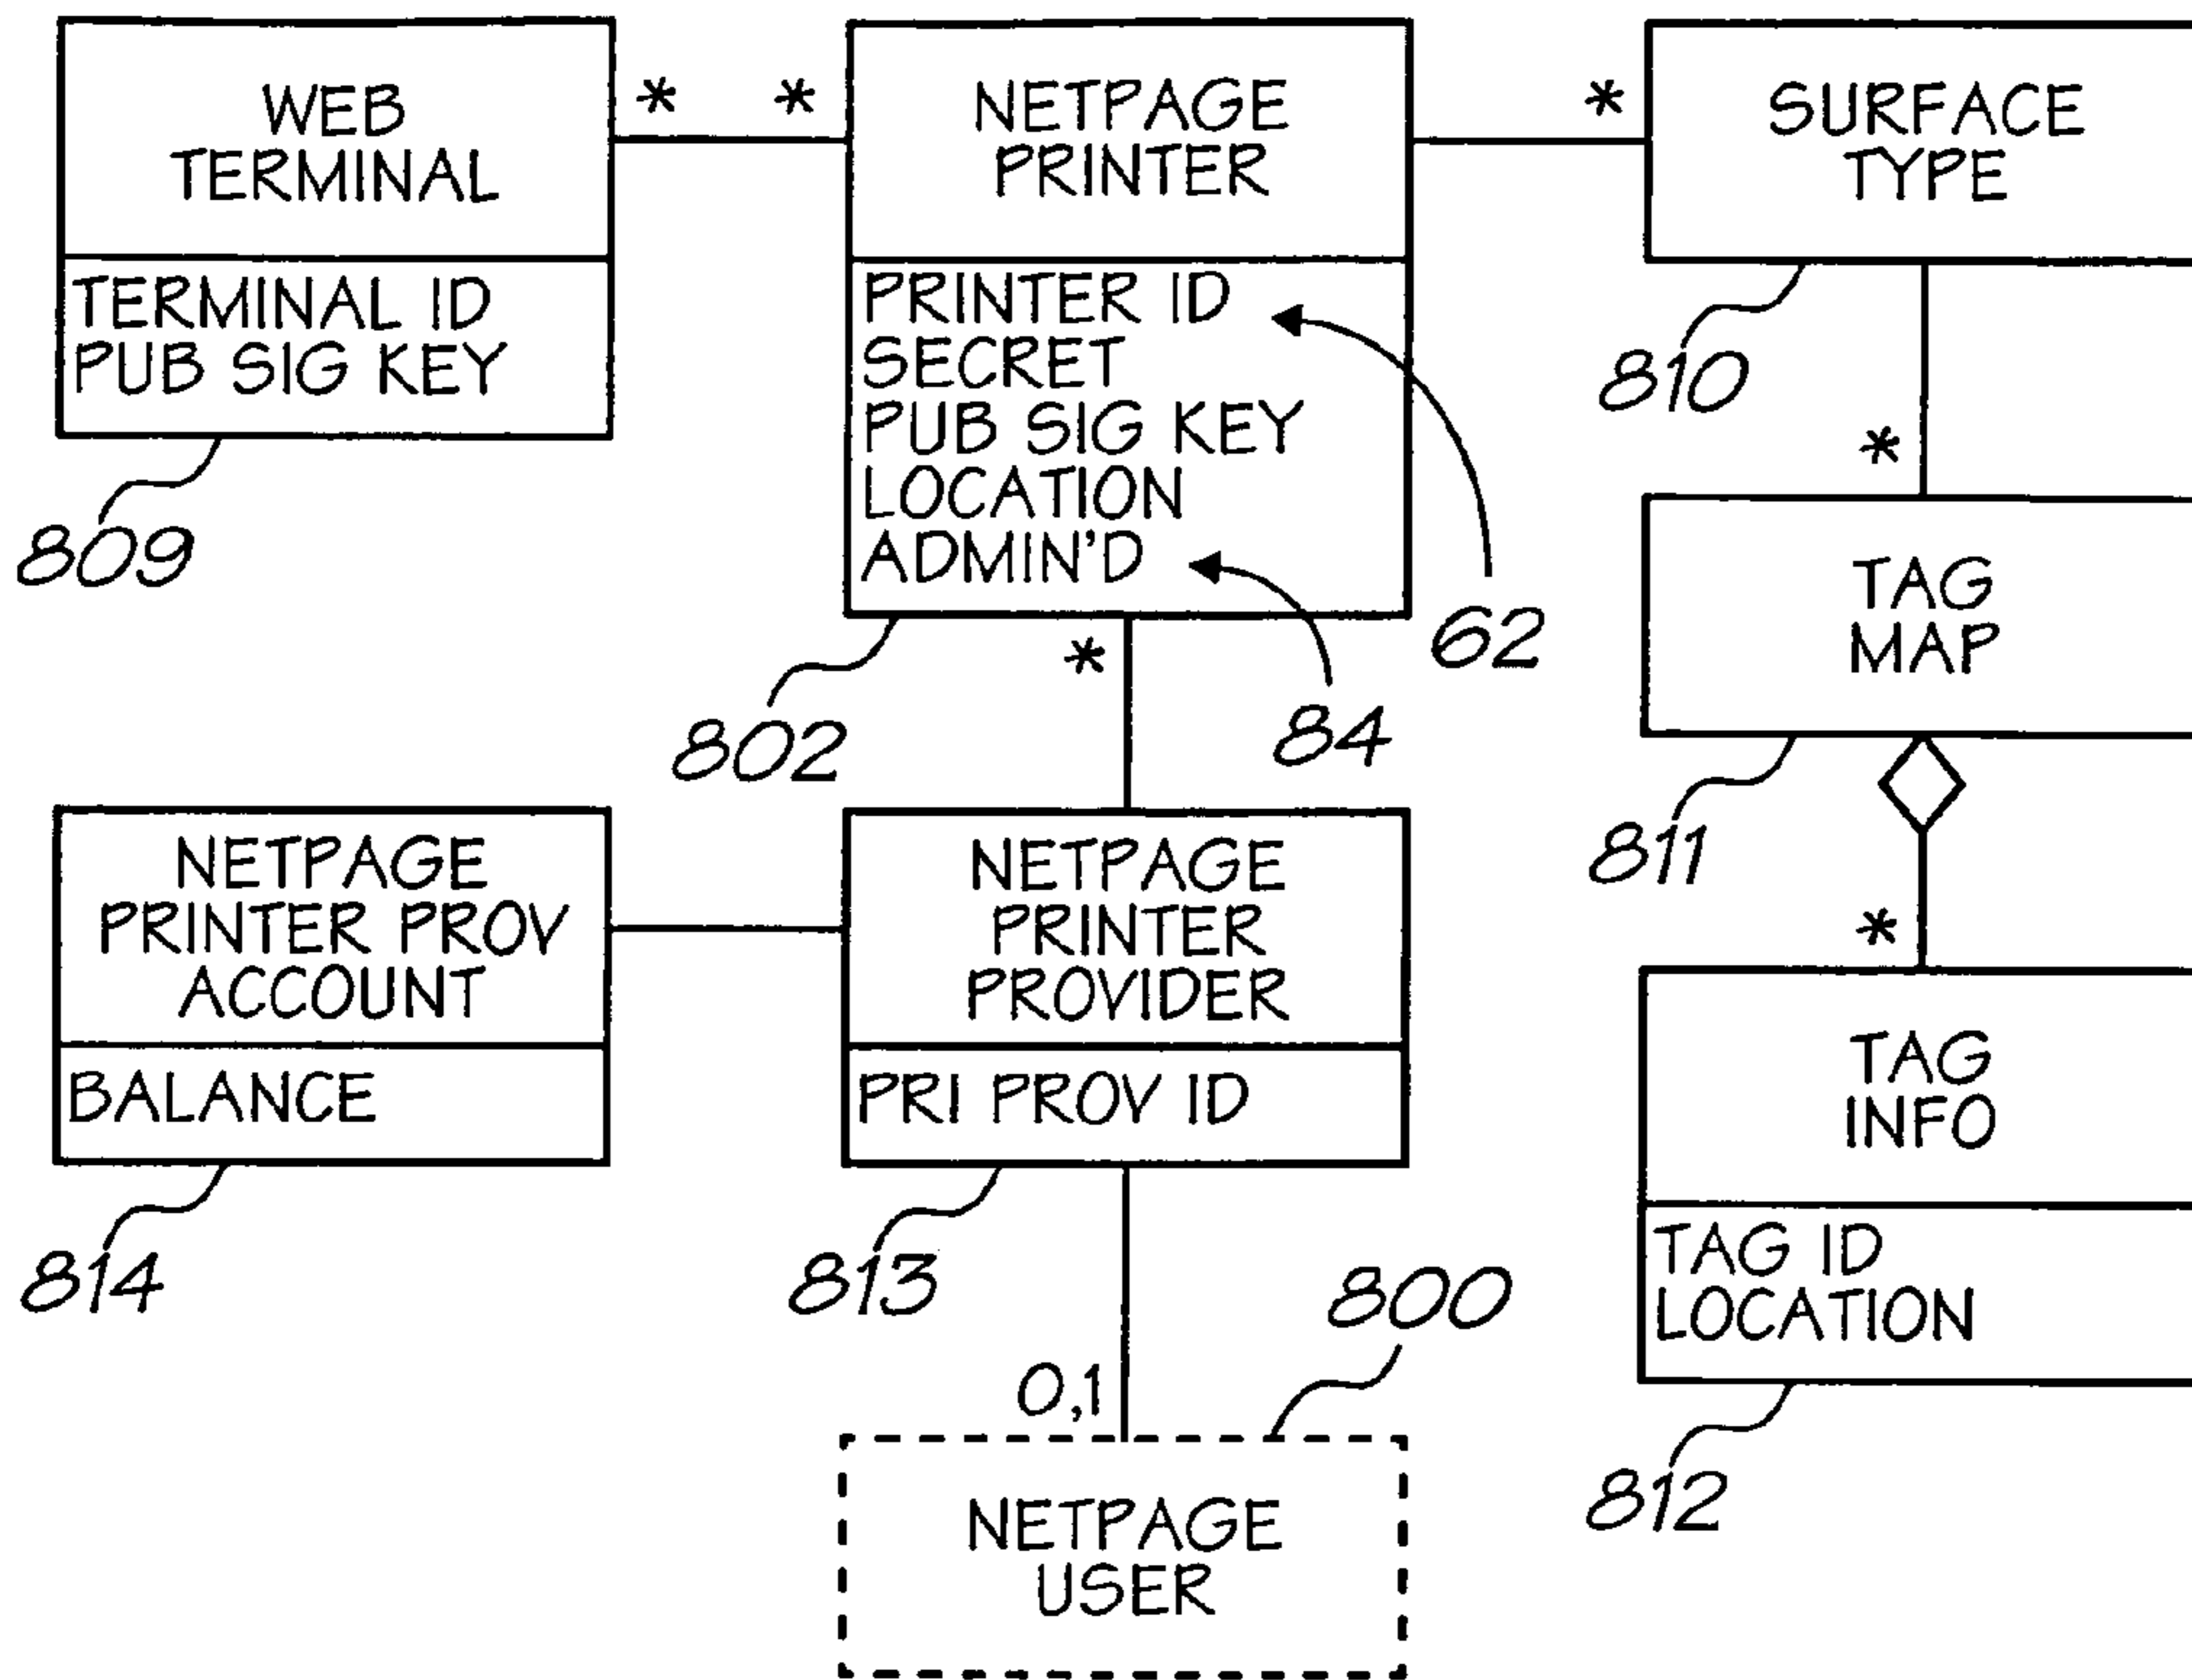 WEB
TERMINAL
TERMINAL ID
PUB SIG KEY
809
*
*
NETPAGE
PRINTER
PRINTER ID
SECRET
PUB SIG KEY
LOCATION
ADMIN'D
62
84
802
*
*
SURFACE
TYPE
810
*
TAG
MAP
811
*
TAG
INFO
TAG ID
LOCATION
812
NETPAGE
PRINTER PROV
ACCOUNT
BALANCE
814
NETPAGE
PRINTER
PROVIDER
PRI PROV ID
813
0,1
800
NETPAGE
USER